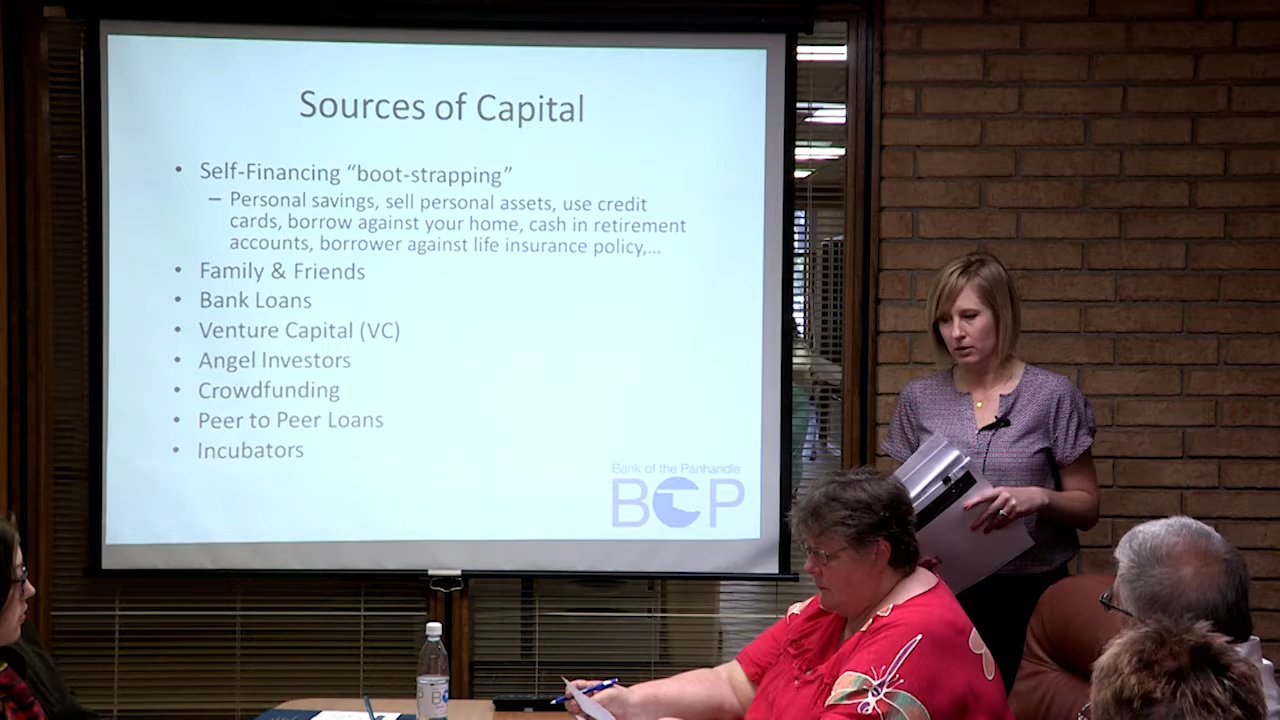 Sources of Capital
• Self-Financing “boot-strapping”
– Personal savings, sell personal assets, use credit
cards, borrow against your home, cash in retirement
accounts, borrower against life insurance policy,...
• Family & Friends
• Bank Loans
• Venture Capital (VC)
• Angel Investors
• Crowdfunding
• Peer to Peer Loans
• Incubators
Bank of the Panhandle
BCP